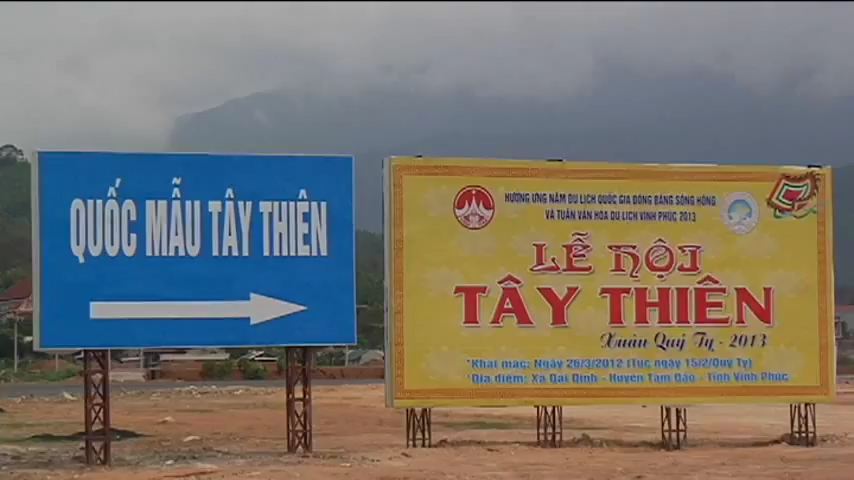 QUỐC MẪU TÂY THIÊN
HƯỞNG ỨNG NĂM DU LỊCH QUỐC GIA ĐỒNG BẰNG SÔNG HỒNG
VÀ TUẦN VĂN HÓA DU LỊCH VĨNH PHÚC 2013
LỄ HỘI
TÂY THIÊN
Xuân Quý Tỵ - 2013
*Khai mạc: Ngày 26/3/2012 (Tức ngày 15/2/Quý Tỵ)
*Địa điểm: Xã Đại Đình - Huyện Tam Đảo - Tỉnh Vĩnh Phúc